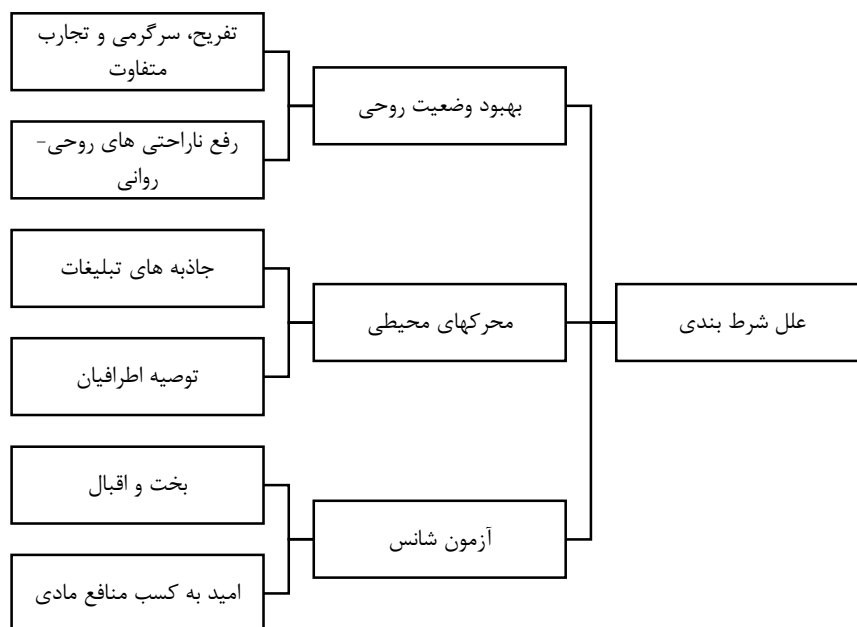 علل شرط بندی
بهبود وضعیت روحی
تفریح، سرگرمی و تجارب
متفاوت
رفع ناراحتی های روحی-
روانی
محرکهای محیطی
جاذبه های تبلیغات
توصیه اطرافیان
آزمون شانس
بخت و اقبال
امید به کسب منافع مادی